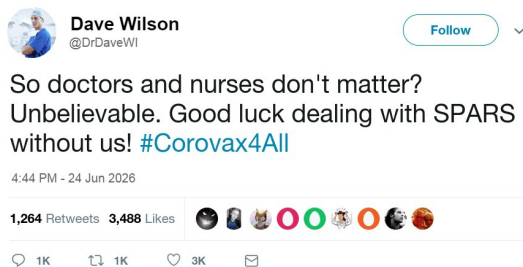 Dave Wilson
@DrDaveWI
Follow
So doctors and nurses don't matter?
Unbelievable. Good luck dealing with SPARS
without us! #Corovax4All
4:44 PM - 24 Jun 2026
1,264 Retweets 3,488 Likes
1K 1K 3K